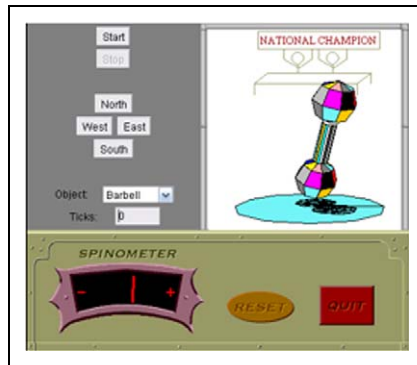 Start
Stop
NATIONAL CHAMPION
North
West East
South
Object: Barbell
Ticks: 0
SPINOMETER
- +
RESET QUIT